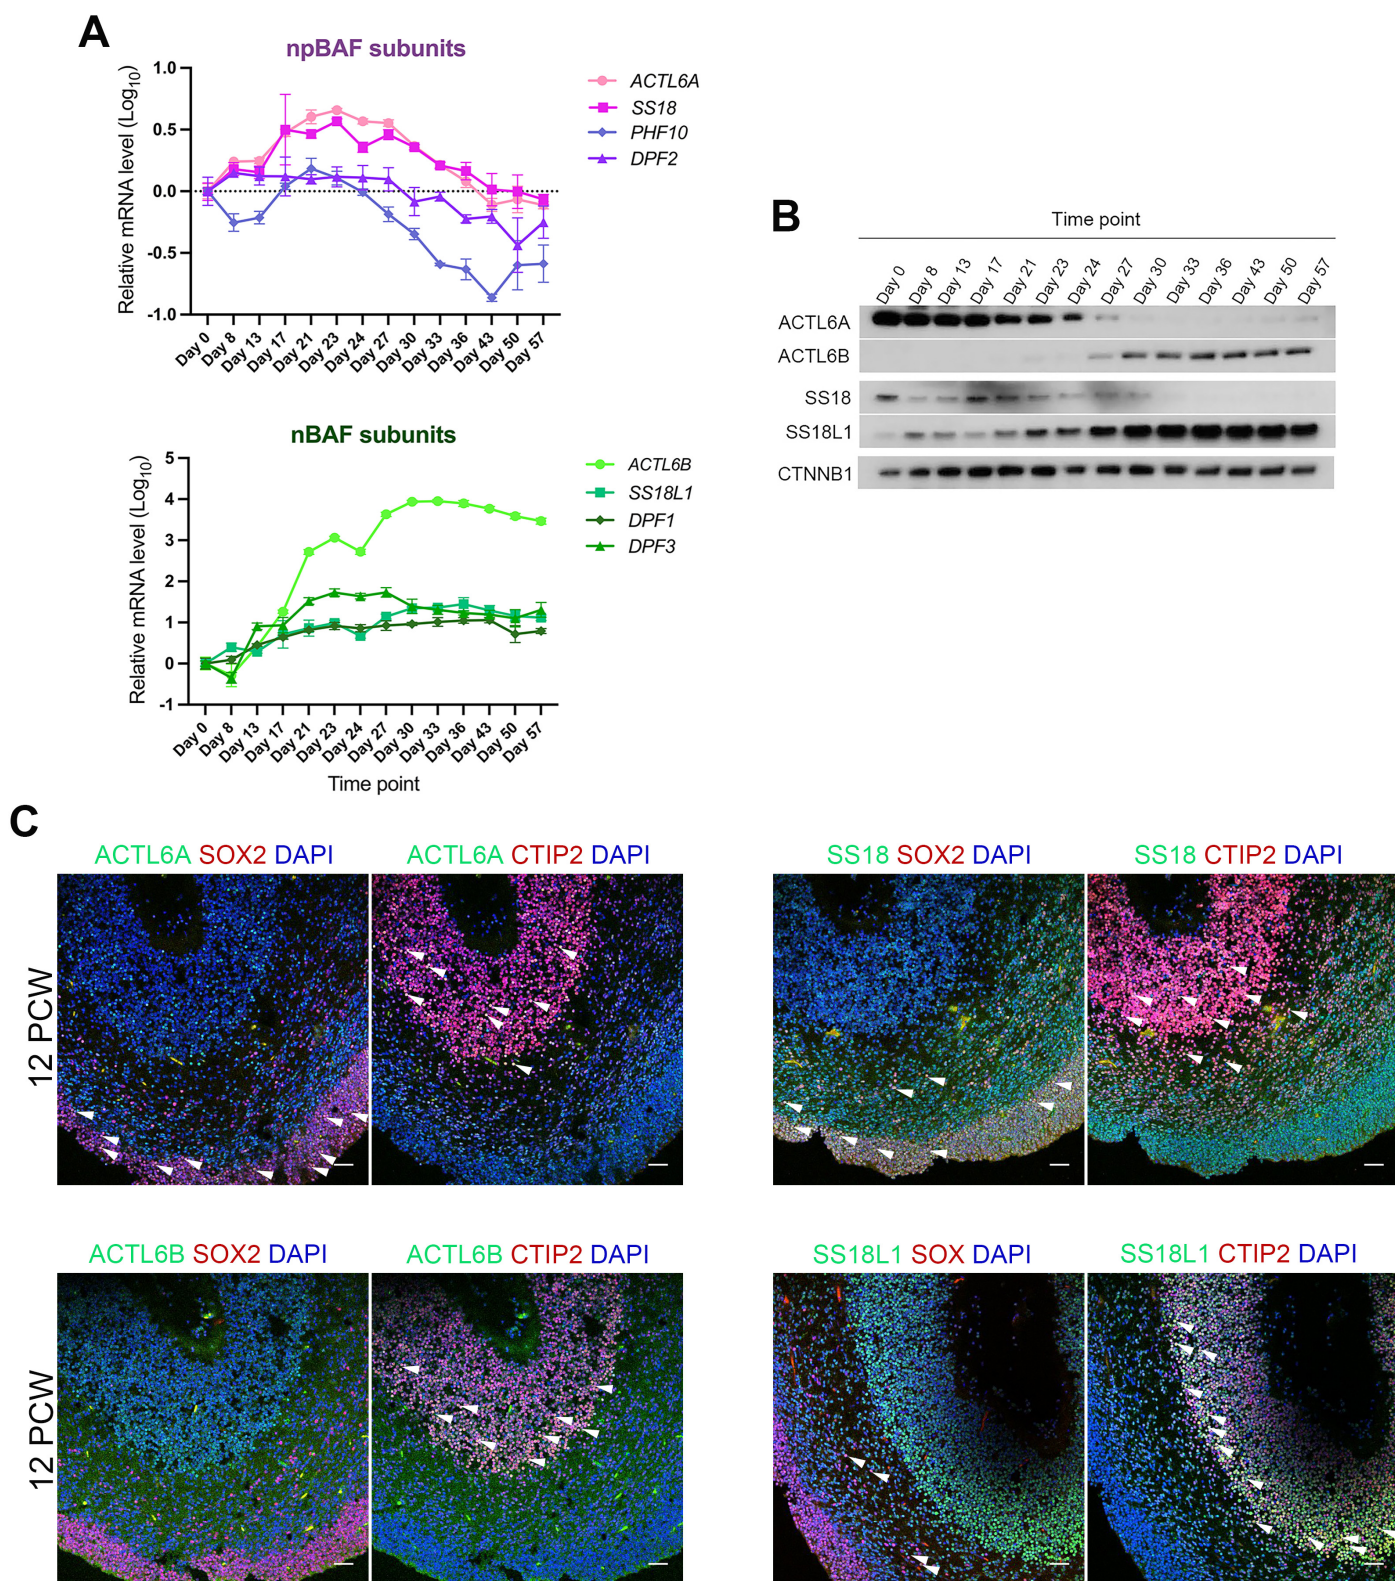 A
npBAF subunits
Relative mRNA level (Log10)
1.0
0.5
0.0
-0.5
-1.0
Day 0
Day 8
Day 13
Day 17
Day 21
Day 23
Day 24
Day 27
Day 30
Day 33
Day 36
Day 43
Day 50
Day 57
ACTL6A
SS18
PHF10
DPF2
nBAF subunits
Relative mRNA level (Log10)
5
4
3
2
1
0
-1
Day 0
Day 8
Day 13
Day 17
Day 21
Day 23
Day 24
Day 27
Day 30
Day 33
Day 36
Day 43
Day 50
Day 57
Time point
ACTL6B
SS18L1
DPF1
DPF3
B
Time point
Day 0
Day 8
Day 13
Day 17
Day 21
Day 23
Day 24
Day 27
Day 30
Day 33
Day 36
Day 43
Day 50
Day 57
ACTL6A
ACTL6B
SS18
SS18L1
CTNNB1
C
ACTL6A SOX2 DAPI
ACTL6A CTIP2 DAPI
SS18 SOX2 DAPI
SS18 CTIP2 DAPI
12 PCW
ACTL6B SOX2 DAPI
ACTL6B CTIP2 DAPI
SS18L1 SOX DAPI
SS18L1 CTIP2 DAPI
12 PCW